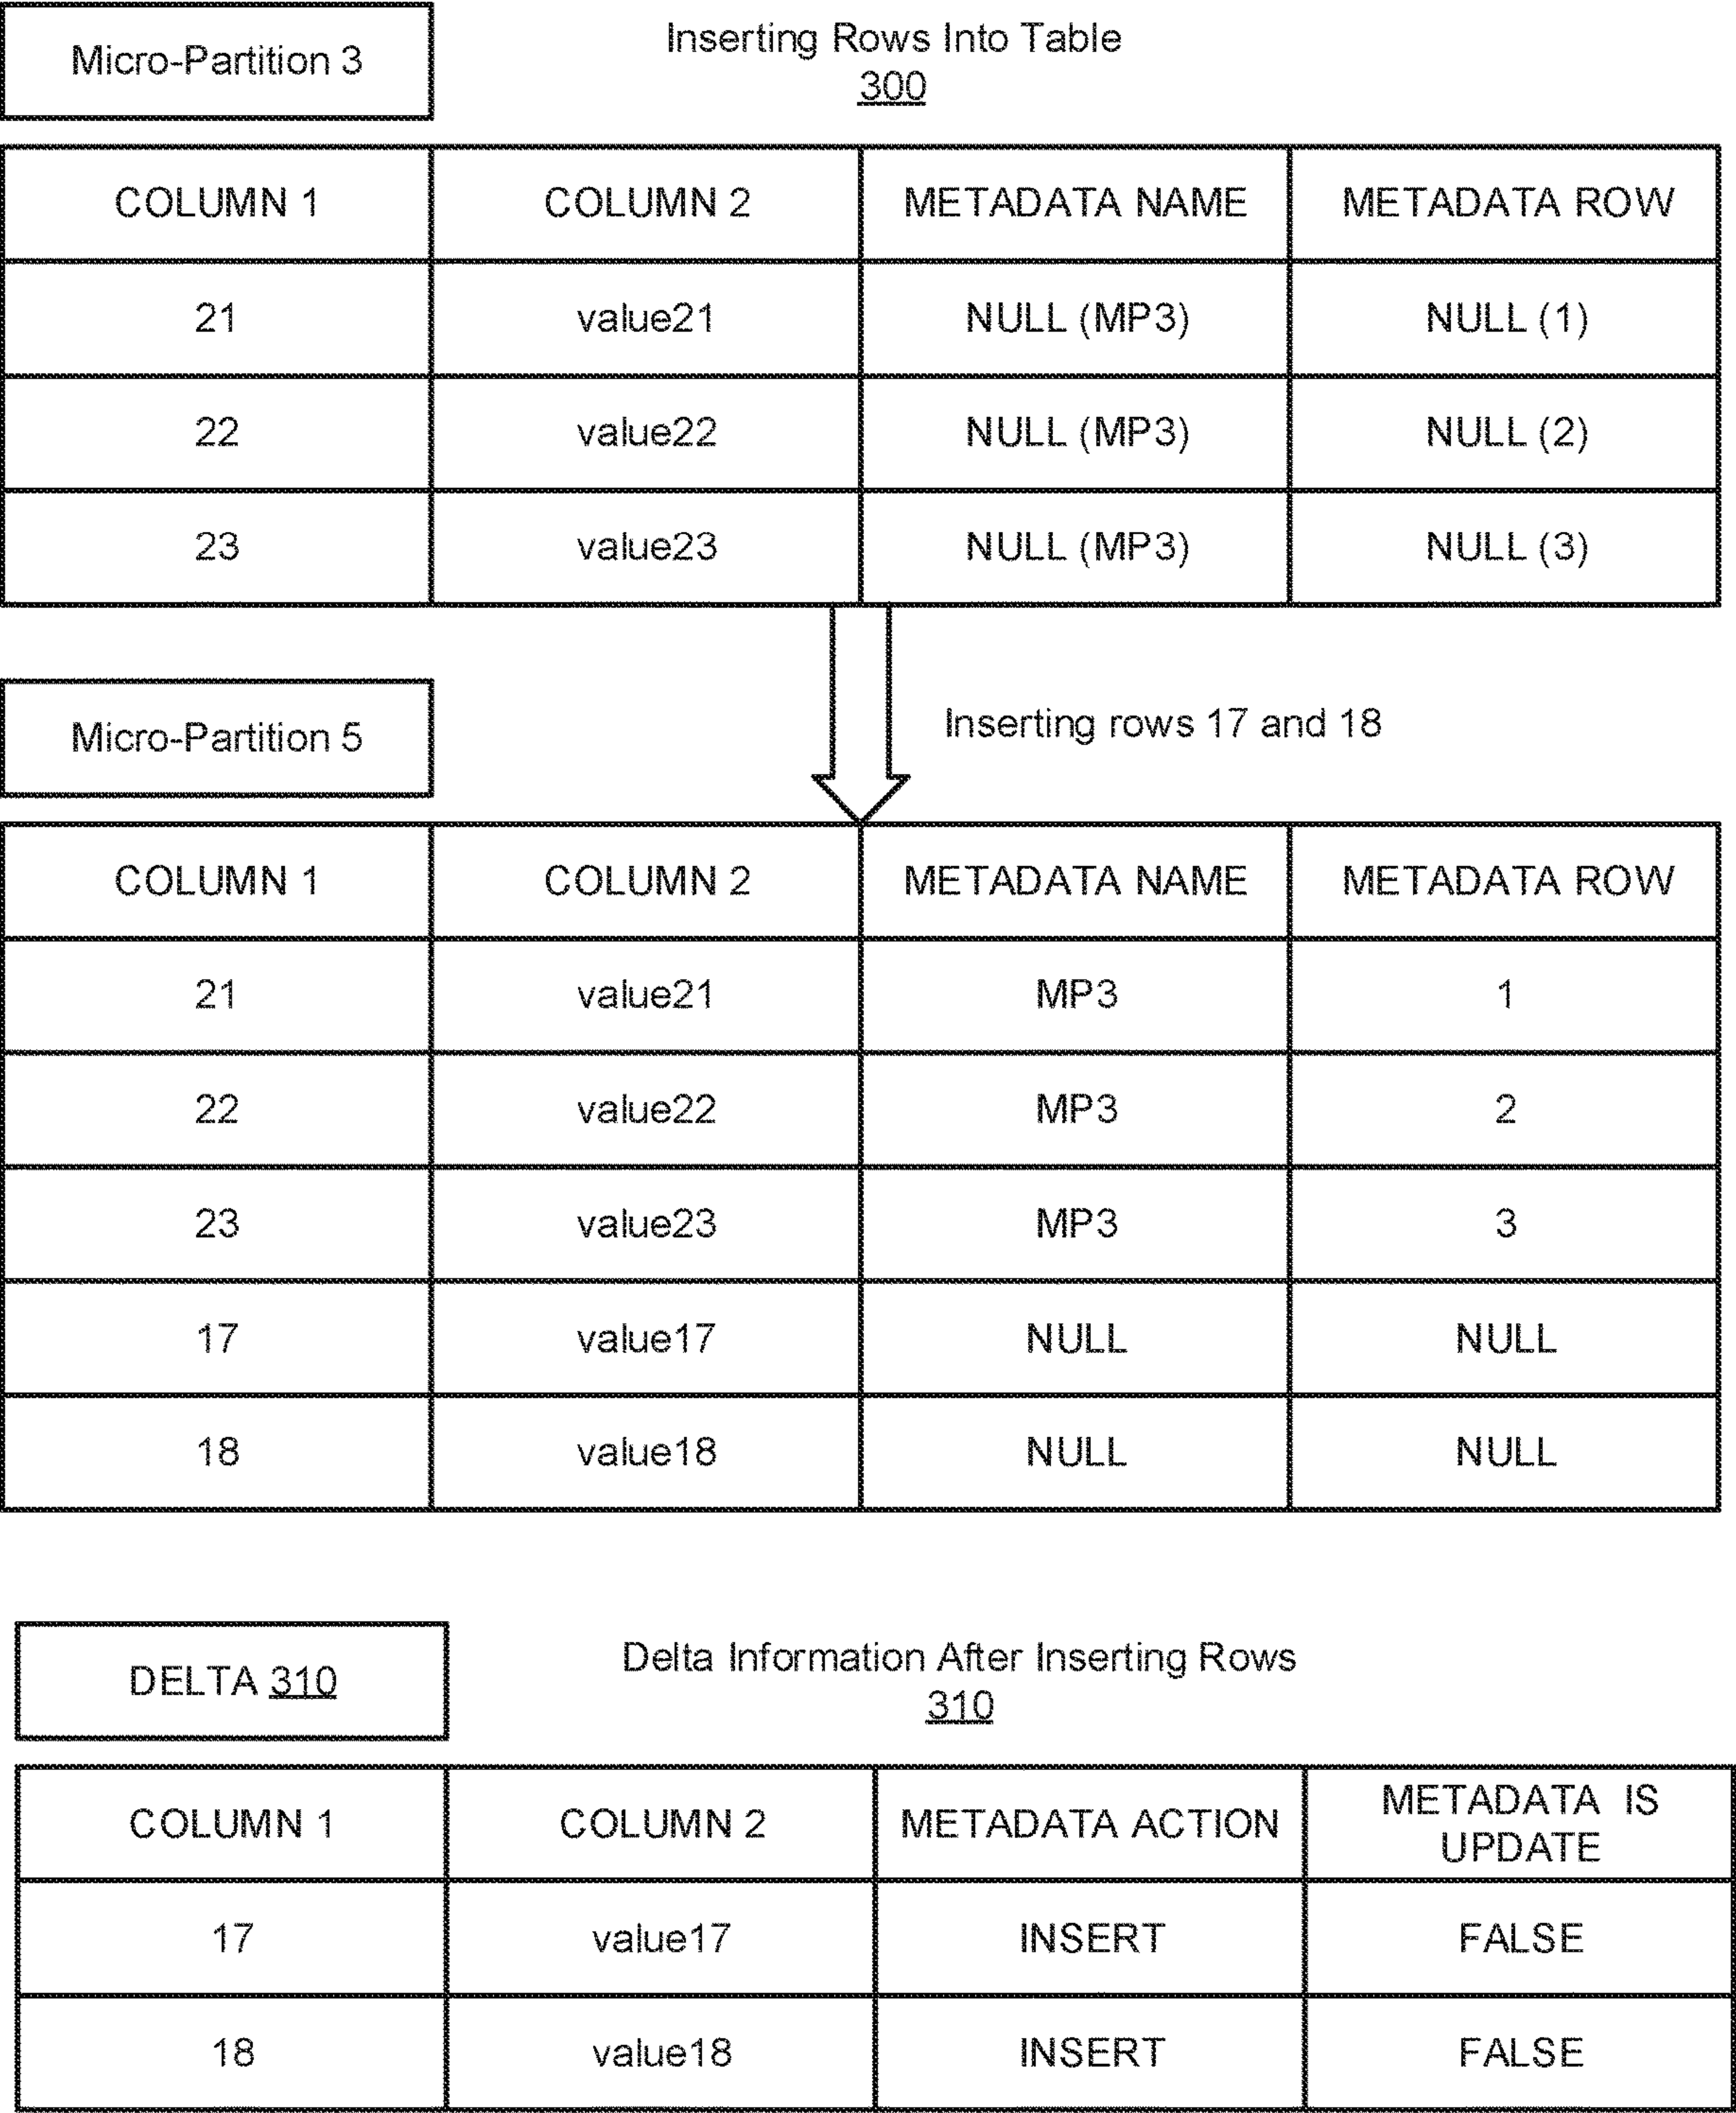 Micro-Partition 3
Inserting Rows Into Table
300
COLUMN 1 COLUMN 2 METADATA NAME METADATA ROW
21 value21 NULL (MP3) NULL (1)
22 value22 NULL (MP3) NULL (2)
23 value23 NULL (MP3) NULL (3)
Micro-Partition 5
Inserting rows 17 and 18
COLUMN 1 COLUMN 2 METADATA NAME METADATA ROW
21 value21 MP3 1
22 value22 MP3 2
23 value23 MP3 3
17 value17 NULL NULL
18 value18 NULL NULL
DELTA 310
Delta Information After Inserting Rows
310
COLUMN 1 COLUMN 2 METADATA ACTION METADATA IS
UPDATE
17 value17 INSERT FALSE
18 value18 INSERT FALSE